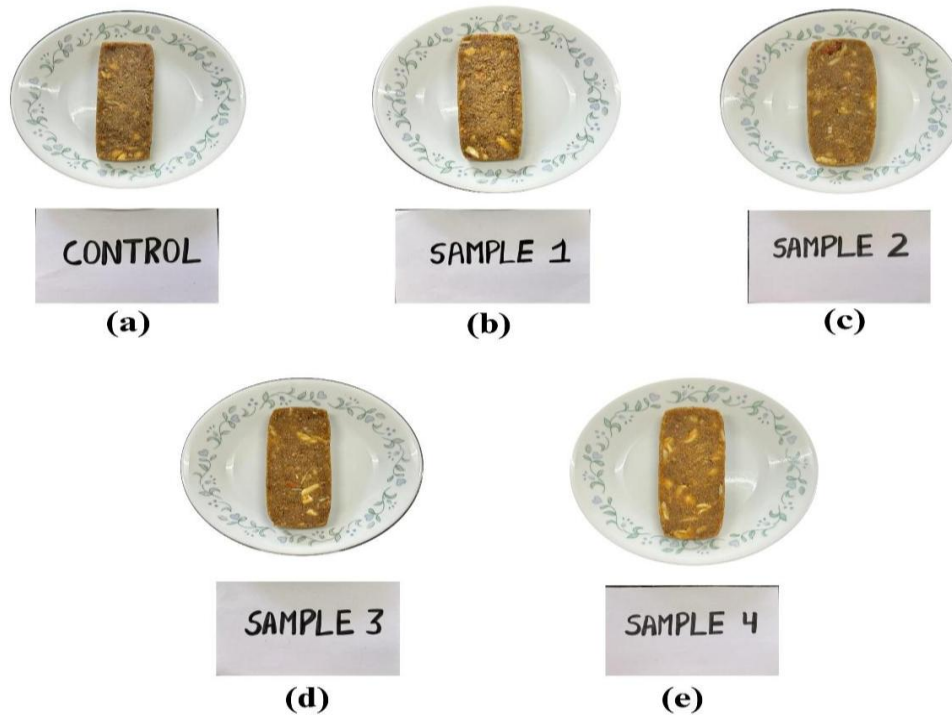 CONTROL
SAMPLE 1
SAMPLE 2
(a)
(b)
(c)
SAMPLE 3
SAMPLE 4
(d)
(e)